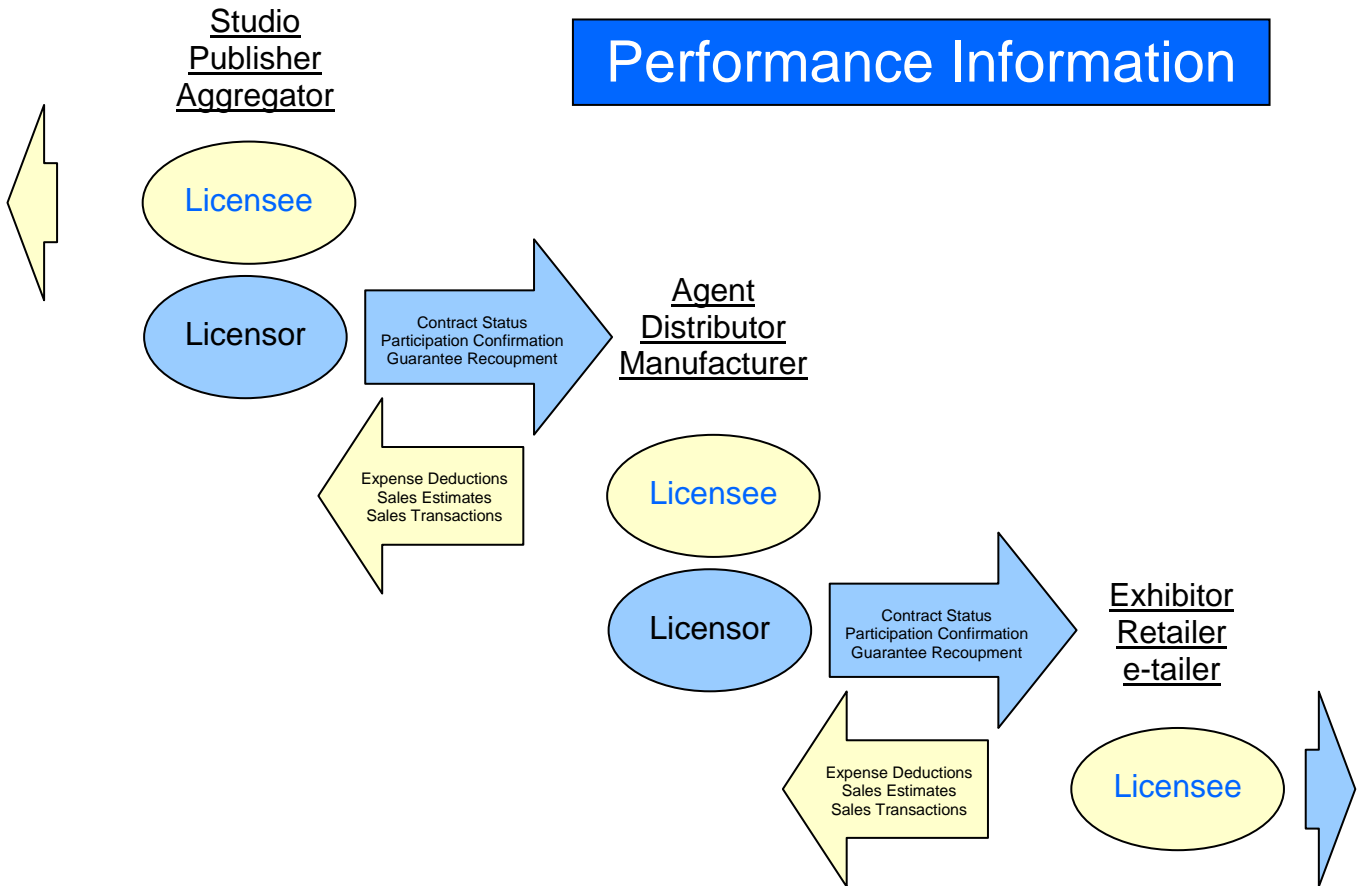 Studio
Publisher
Aggregator
Performance Information
Licensee
Licensor
Contract Status
Participation Confirmation
Guarantee Recoupment
Agent
Distributor
Manufacturer
Expense Deductions
Sales Estimates
Sales Transactions
Licensee
Licensor
Contract Status
Participation Confirmation
Guarantee Recoupment
Exhibitor
Retailer
e-tailer
Expense Deductions
Sales Estimates
Sales Transactions
Licensee